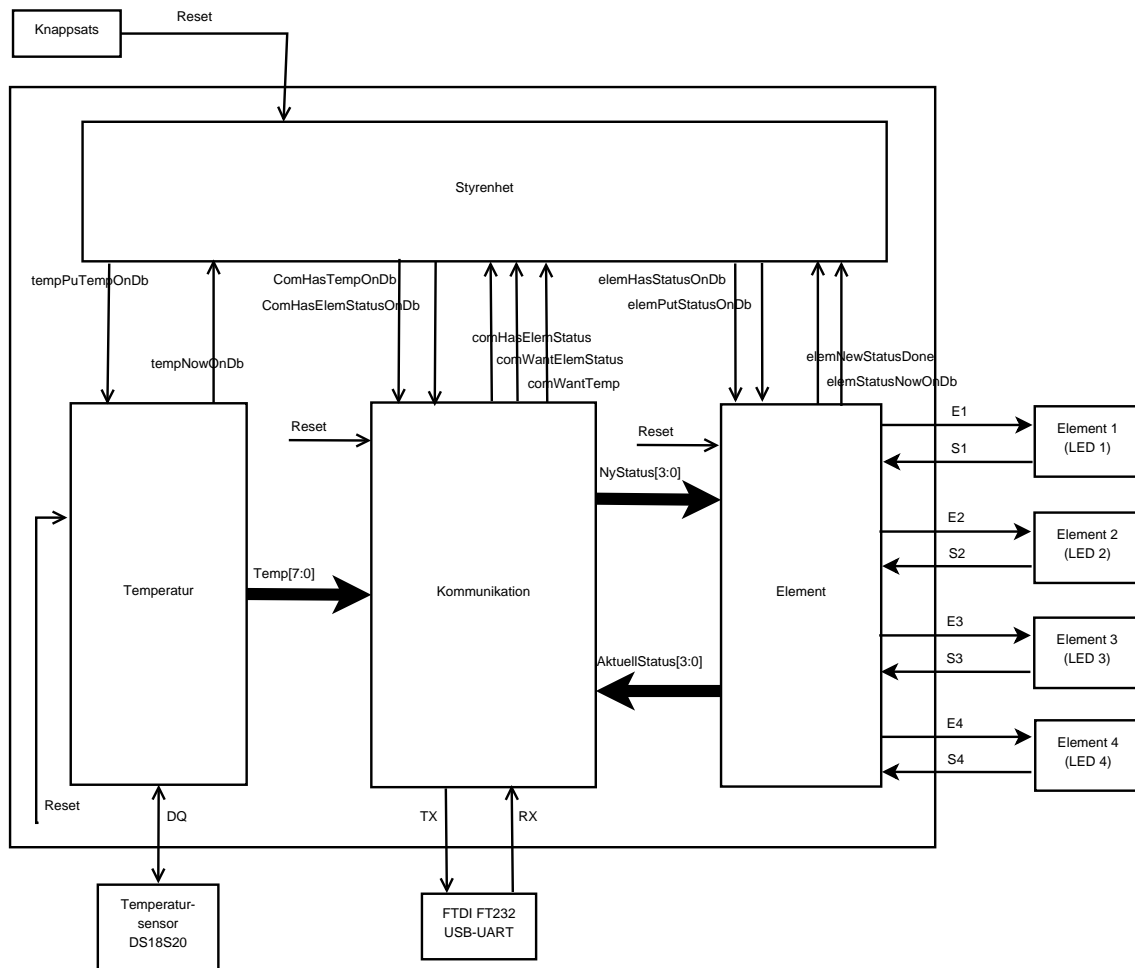 Reset
Knappsats
Styrenhet
tempPuTempOnDb
ComHasTempOnDb
elemHasStatusOnDb
ComHasElemStatusOnDb
elemPutStatusOnDb
comHasElemStatus
tempNowOnDb
comWantElemStatus
elemNewStatusDone
comWantTemp
elemStatusNowOnDb
E1
Element 1
(LED 1)
Reset
Reset
S1
NyStatus[3:0]
E2
Element 2
(LED 2)
S2
Temp[7:0]
Temperatur
Kommunikation
Element
E3
Element 3
(LED 3)
S3
AktuellStatus[3:0]
E4
Element 4
(LED 4)
S4
Reset
DQ
TX
RX
Temperatur-
sensor
DS18S20
FTDI FT232
USB-UART